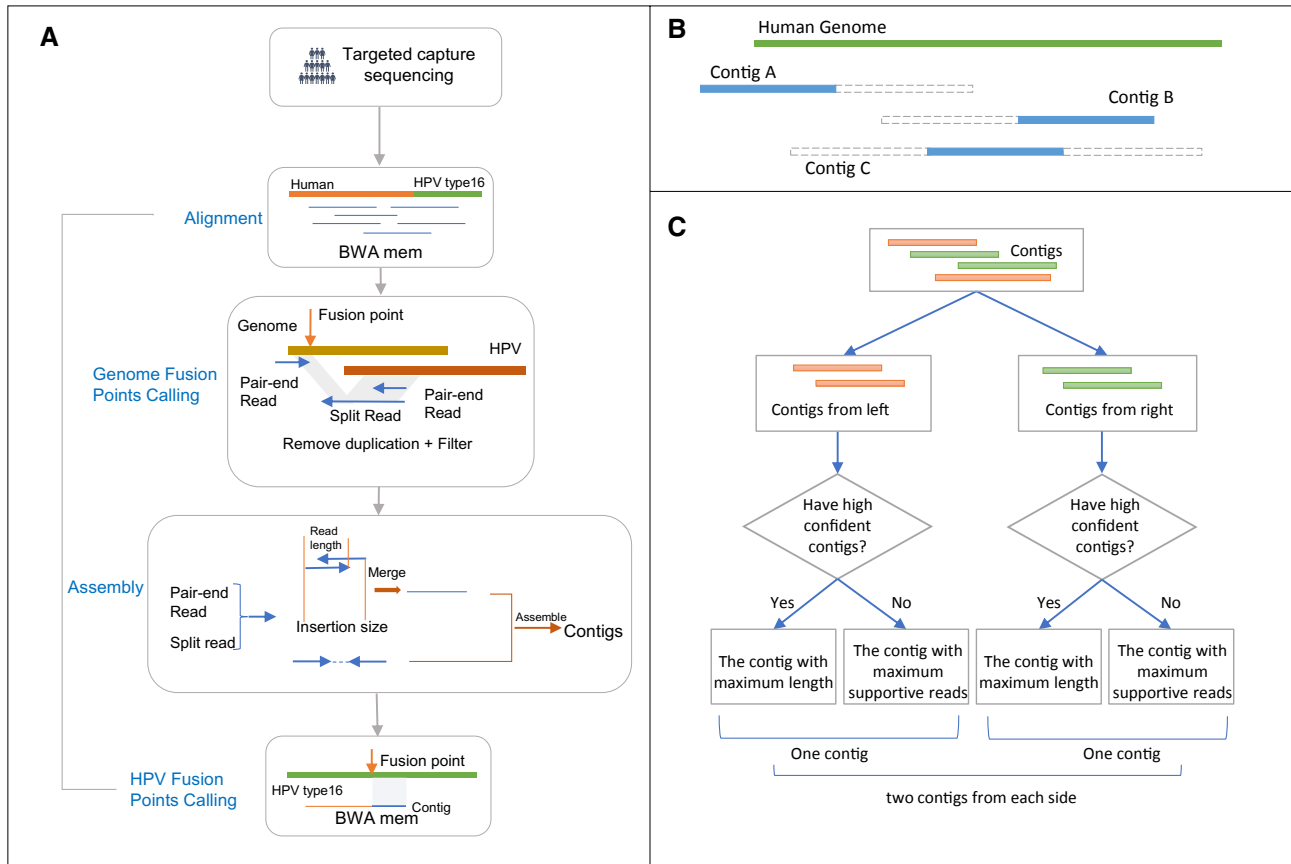 A
Targeted capture
sequencing
Alignment
Human
HPV type16
BWA mem
Genome Fusion
Points Calling
Fusion point
Genome
HPV
Pair-end
Read
Pair-end
Read
Split Read
Remove duplication + Filter
Assembly
Read
length
Merge
Pair-end
Read
Split read
Insertion size
Assemble
Contigs
HPV Fusion
Points Calling
Fusion point
HPV type16
Contig
BWA mem
B
Human Genome
Contig A
Contig B
Contig C
C
Contigs
Contigs from left
Contigs from right
Have high
confident
contigs?
Have high
confident
contigs?
Yes
No
Yes
No
The contig with
maximum length
The contig with
maximum
supportive reads
The contig with
maximum length
The contig with
maximum
supportive reads
One contig
One contig
two contigs from each side